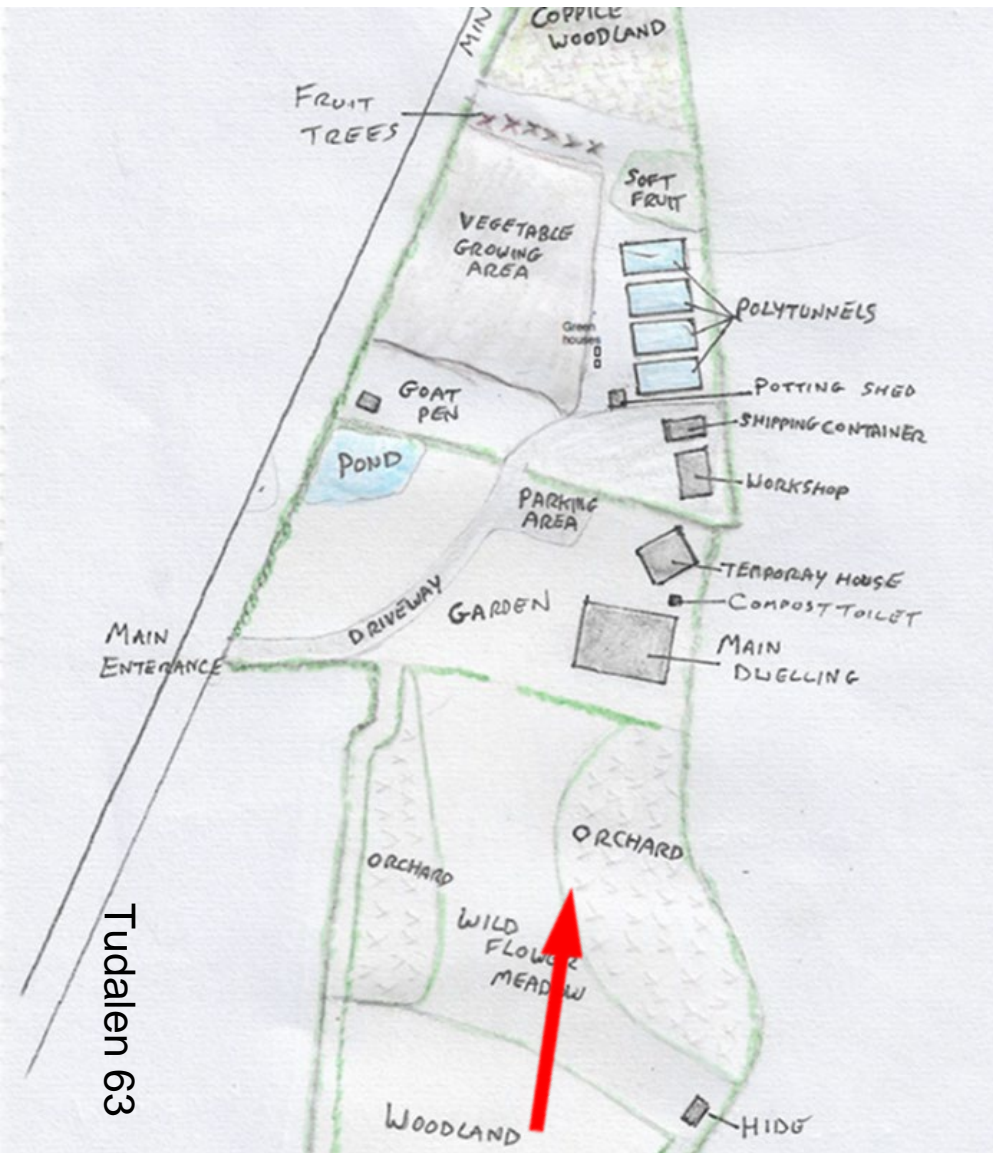 COPPICE
WOODLAND
MIN
FRUIT
TREES
SOFT
FRUIT
VEGETABLE
GROWING
AREA
POLYTUNNELS
Green
houses
POTTING SHED
GOAT
PEN
SHIPPING CONTAINER
POND
WORKSHOP
PARKING
AREA
TEMPORAY HOUSE
COMPOST TOILET
DRIVEWAY
GARDEN
MAIN
ENTERANCE
MAIN
DWELLING
ORCHARD
ORCHARD
WILD
FLOWER
MEADOW
Tudalen 63
WOODLAND
HIDE